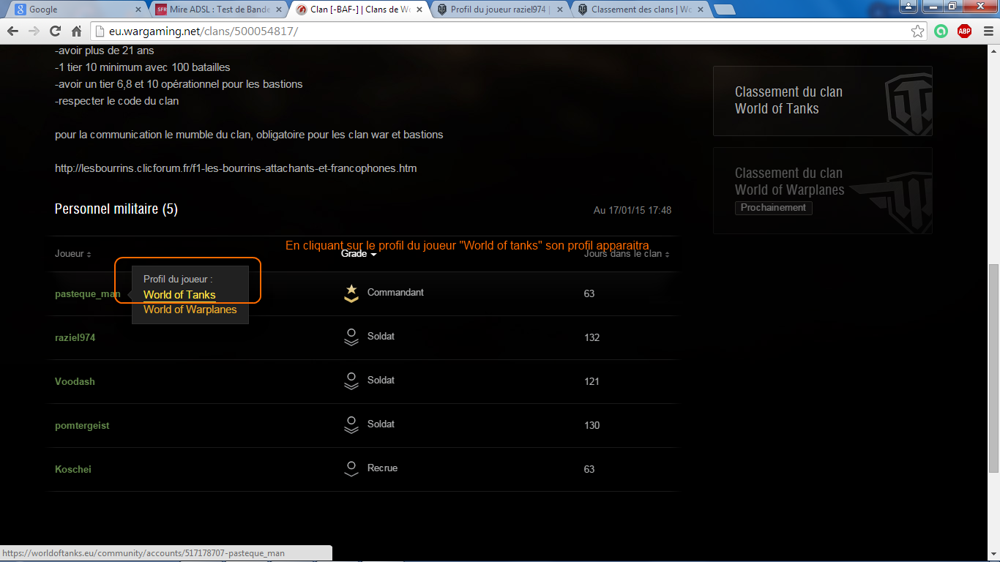 Google
Mire ADSL : Test de Bande
Clan [-BAF-] | Clans de Wo
Profil du joueur raziel974 |
Classement des clans | Wo
eu.wargaming.net/clans/500054817/
ABP
-avoir plus de 21 ans
-1 tier 10 minimum avec 100 batailles
-avoir un tier 6,8 et 10 opérationnel pour les bastions
-respecter le code du clan
pour la communication le mumble du clan, obligatoire pour les clan war et bastions
http://lesbourrins.clicforum.fr/f1-les-bourrins-attachants-et-francophones.htm
Classement du clan
World of Tanks
Classement du clan
World of Warplanes
Prochainement
Personnel militaire (5)
Au 17/01/15 17:48
En cliquant sur le profil du joueur "World of tanks" son profil apparaitra
Joueur
Grade
Jours dans le clan
Profil du joueur :
World of Tanks
World of Warplanes
pasteque_man
Commandant
63
raziel974
Soldat
132
Voodash
Soldat
121
pomtergeist
Soldat
130
Koschei
Recrue
63
https://worldoftanks.eu/community/accounts/517178707-pasteque_man